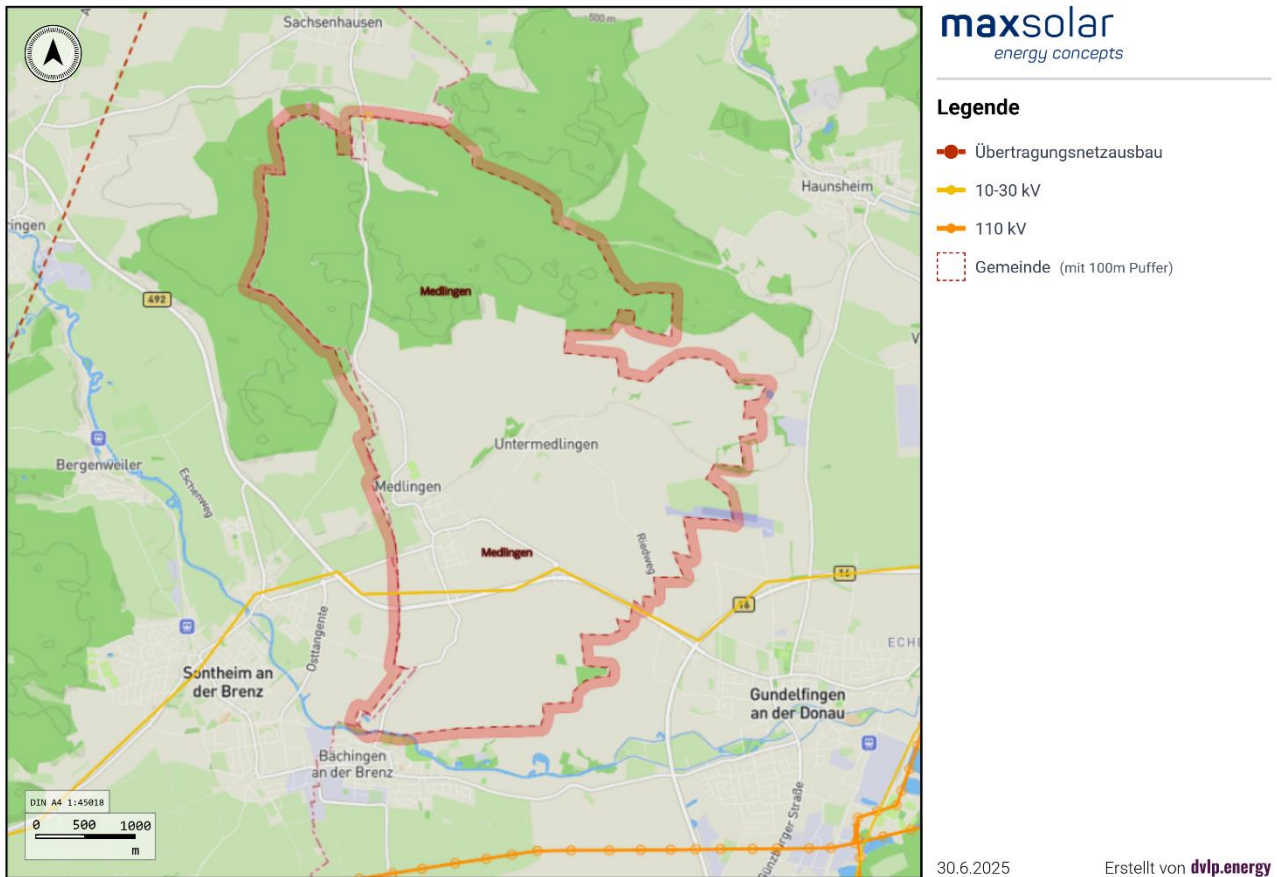 Sachsenhausen
500 m
Haunsheim
ringen
492
Medlingen
Bergenweiler
Eschenweg
Untermedlingen
Medlingen
Medlingen
Riedweg
16
16
Osttangente
Sontheim an
der Brenz
ECHE
Gundelfingen
an der Donau
Bächingen
an der Brenz
Günzburger Straße
DIN A4 1:45018
0 500 1000
m
maxsolar
energy concepts
Legende
Übertragungsnetzausbau
10-30 kV
110 kV
Gemeinde (mit 100m Puffer)
30.6.2025 Erstellt von dvlp.energy